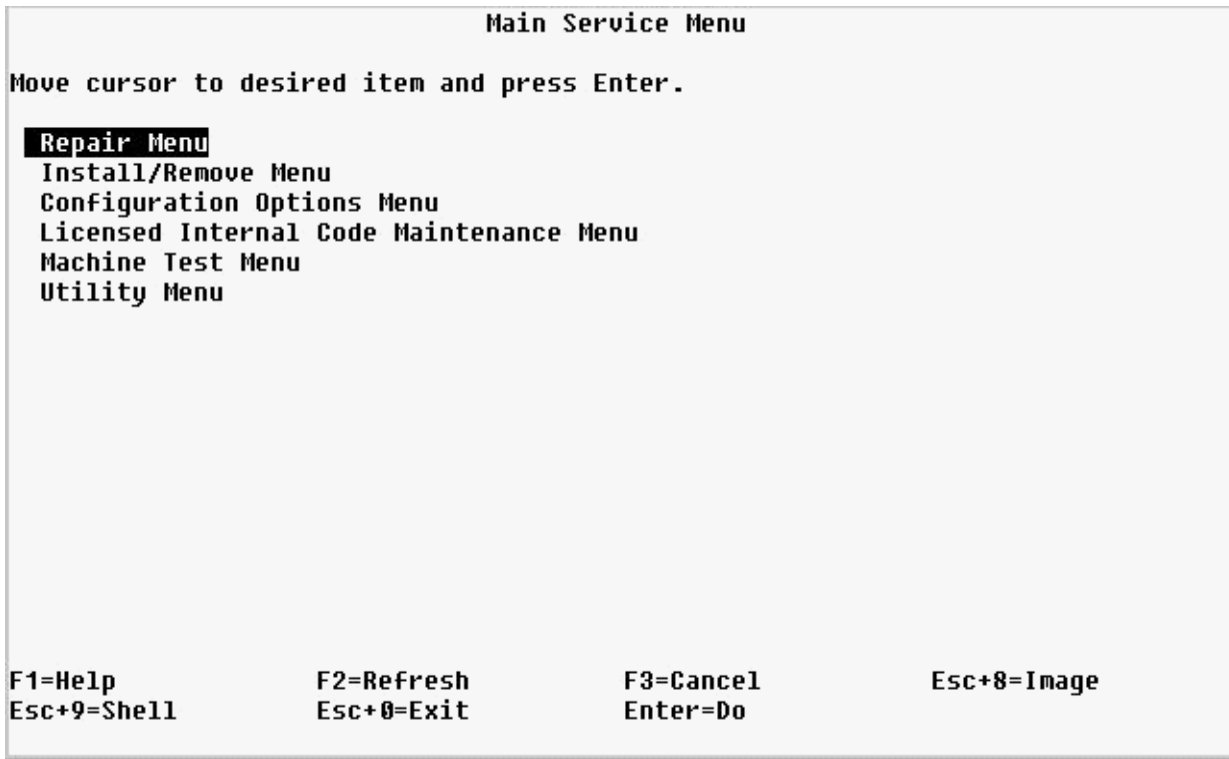 Main Service Menu
Move cursor to desired item and press Enter.
Repair Menu
Install/Remove Menu
Configuration Options Menu
Licensed Internal Code Maintenance Menu
Machine Test Menu
Utility Menu
F1=Help F2=Refresh F3=Cancel Esc+8=Image
Esc+9=Shell Esc+0=Exit Enter=Do